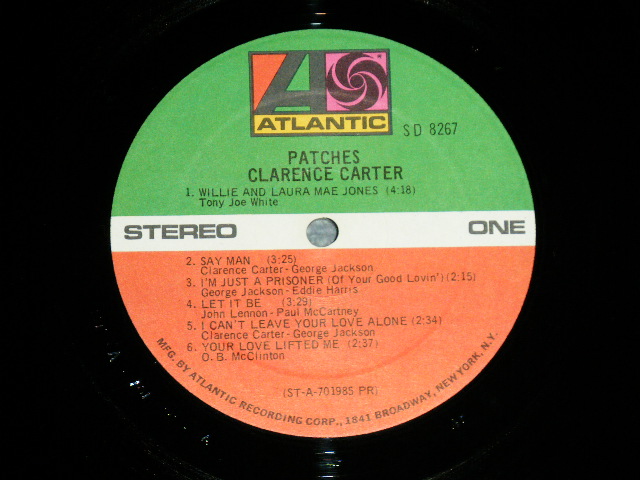 ATLANTIC
SD 8267
PATCHES
CLARENCE CARTER
1. WILLIE AND LAURA MAE JONES (4:18)
Tony Joe White
STEREO ONE
2. SAY MAN (3:25)
Clarence Carter-George Jackson
3. I'M JUST A PRISONER (Of Your Good Lovin') (2:15)
George Jackson-Eddie Harris
4. LET IT BE (3:29)
John Lennon-Paul McCartney
5. I CAN'T LEAVE YOUR LOVE ALONE (2:34)
Clarence Carter-George Jackson
6. YOUR LOVE LIFTED ME (2:37)
O. B. McClinton
(ST-A-701985 PR)
MFG. BY ATLANTIC RECORDING CORP., 1841 BROADWAY, NEW YORK, N.Y.